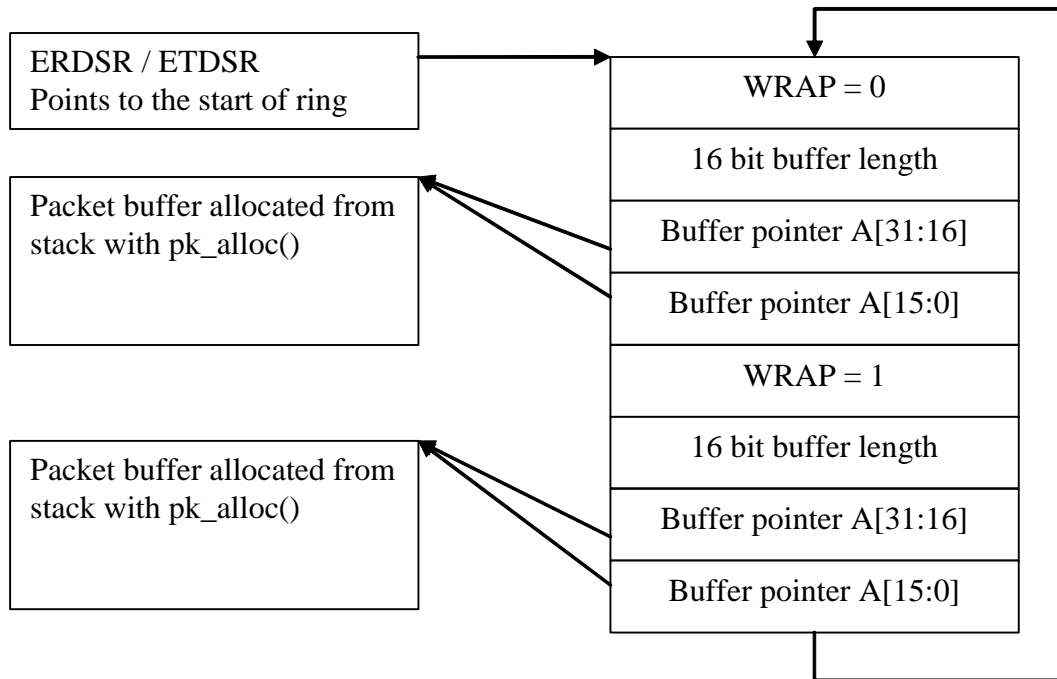 ERDSR / ETDSR
Points to the start of ring
Packet buffer allocated from
stack with pk_alloc()
Packet buffer allocated from
stack with pk_alloc()
WRAP = 0
16 bit buffer length
Buffer pointer A[31:16]
Buffer pointer A[15:0]
WRAP = 1
16 bit buffer length
Buffer pointer A[31:16]
Buffer pointer A[15:0]